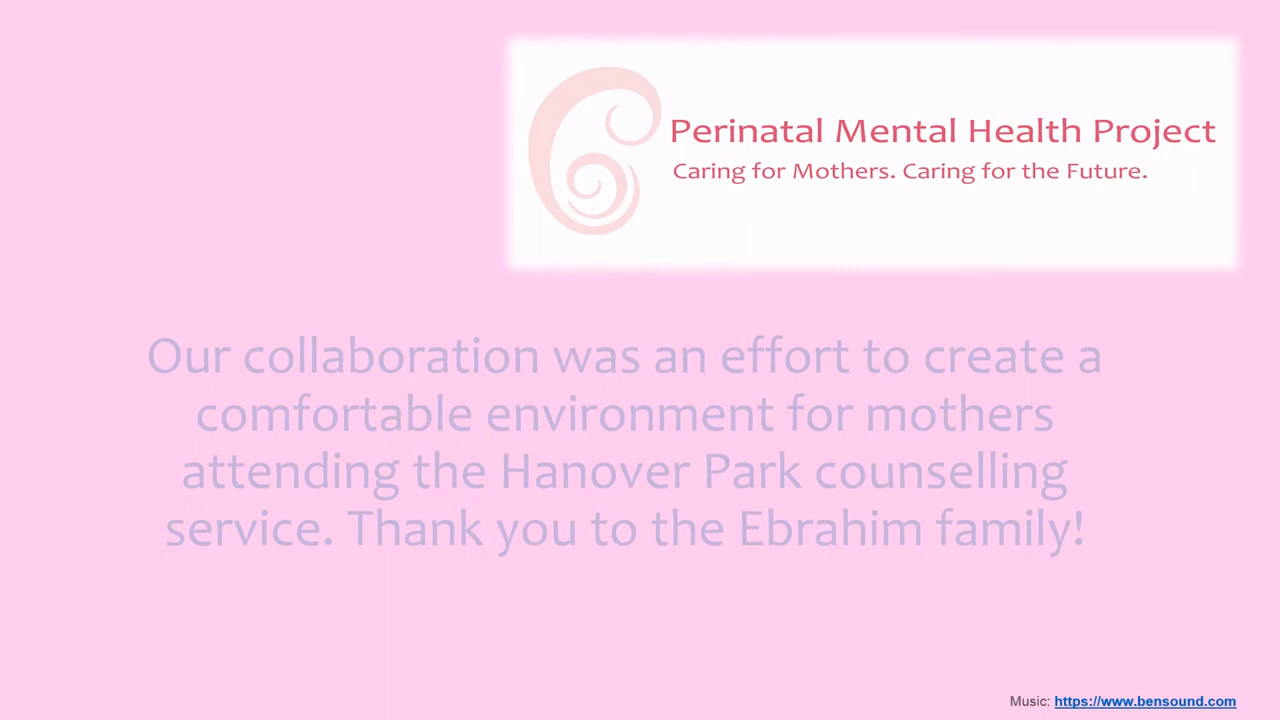 Perinatal Mental Health Project
Caring for Mothers. Caring for the Future.
Our collaboration was an effort to create a
comfortable environment for mothers
attending the Hanover Park counselling
service. Thank you to the Ebrahim family!
Music: https://www.bensound.com